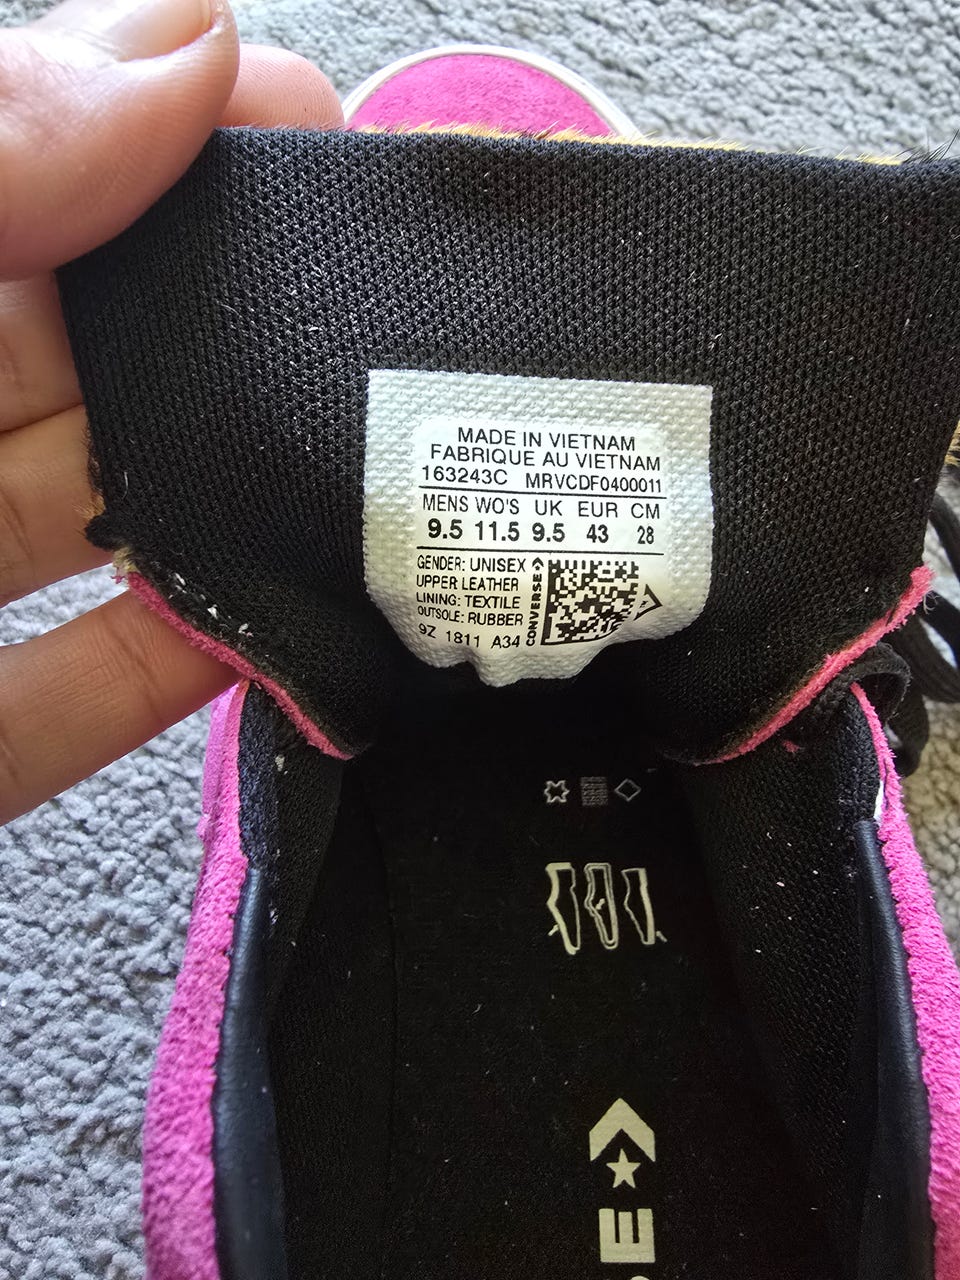 MADE IN VIETNAM
FABRIQUE AU VIETNAM
163243C MRVCDF0400011
MENS WO'S UK EUR CM
9.5 11.5 9.5 43 28
GENDER: UNISEX
UPPER: LEATHER
LINING: TEXTILE
OUTSOLE: RUBBER
9Z 1811 A34
CONVERSE
E